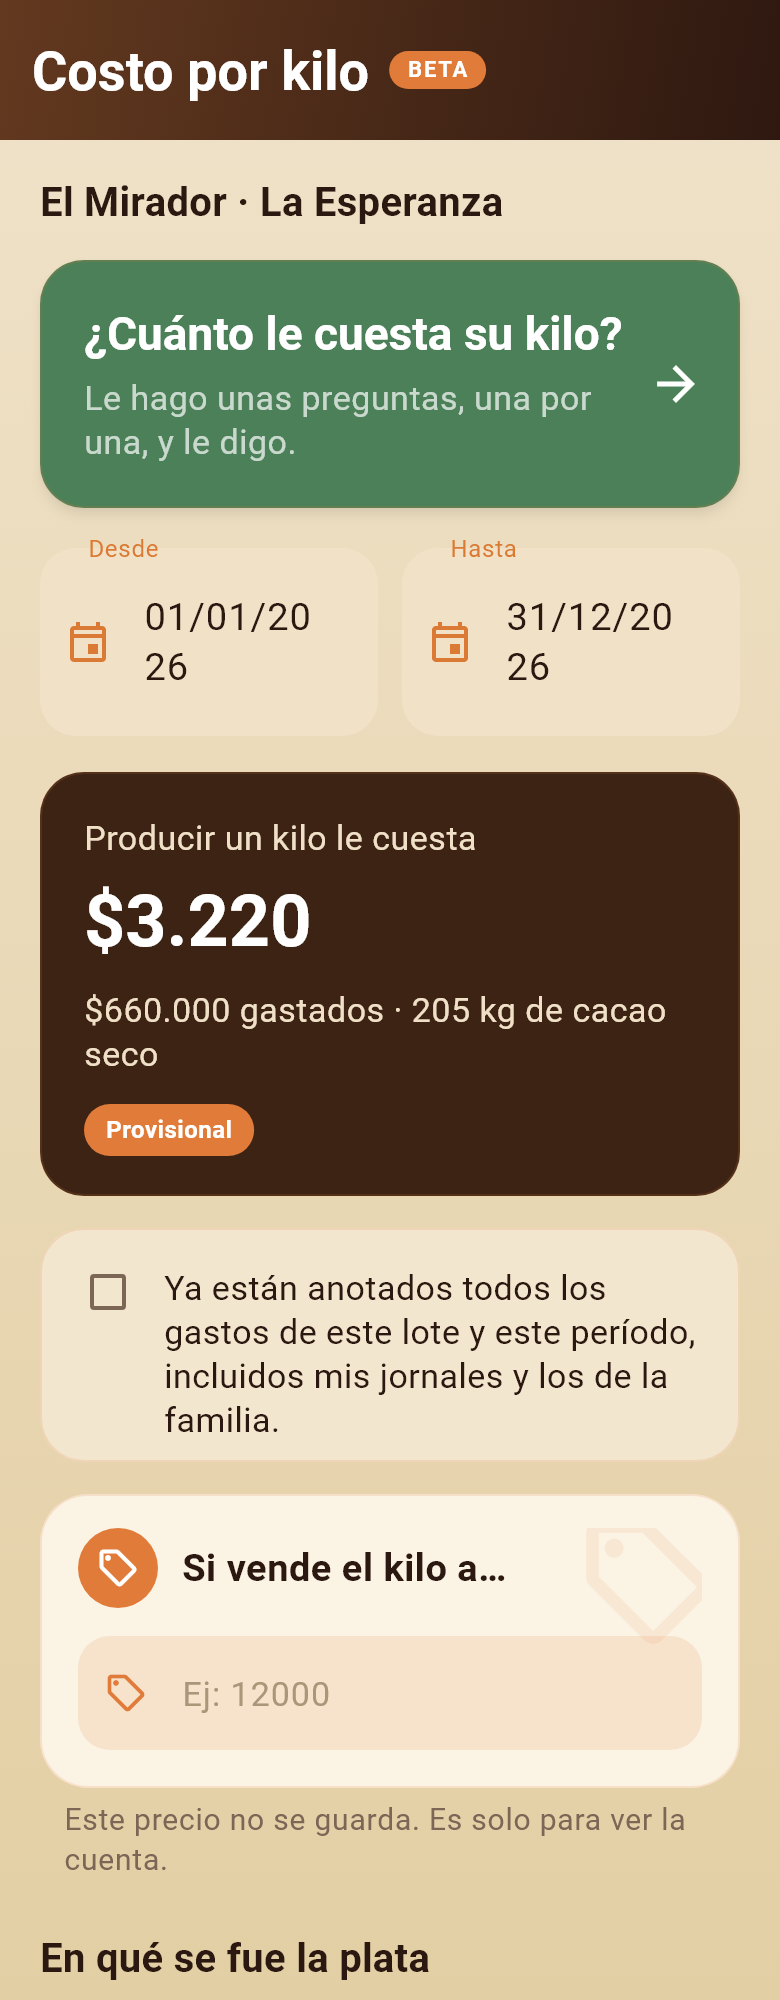 Costo por kilo BETA
El Mirador · La Esperanza
¿Cuánto le cuesta su kilo?
Le hago unas preguntas, una por
una, y le digo.
Desde
01/01/20
26
Hasta
31/12/20
26
Producir un kilo le cuesta
$3.220
$660.000 gastados · 205 kg de cacao
seco
Provisional
Ya están anotados todos los
gastos de este lote y este período,
incluidos mis jornales y los de la
familia.
Si vende el kilo a…
Ej: 12000
Este precio no se guarda. Es solo para ver la
cuenta.
En qué se fue la plata